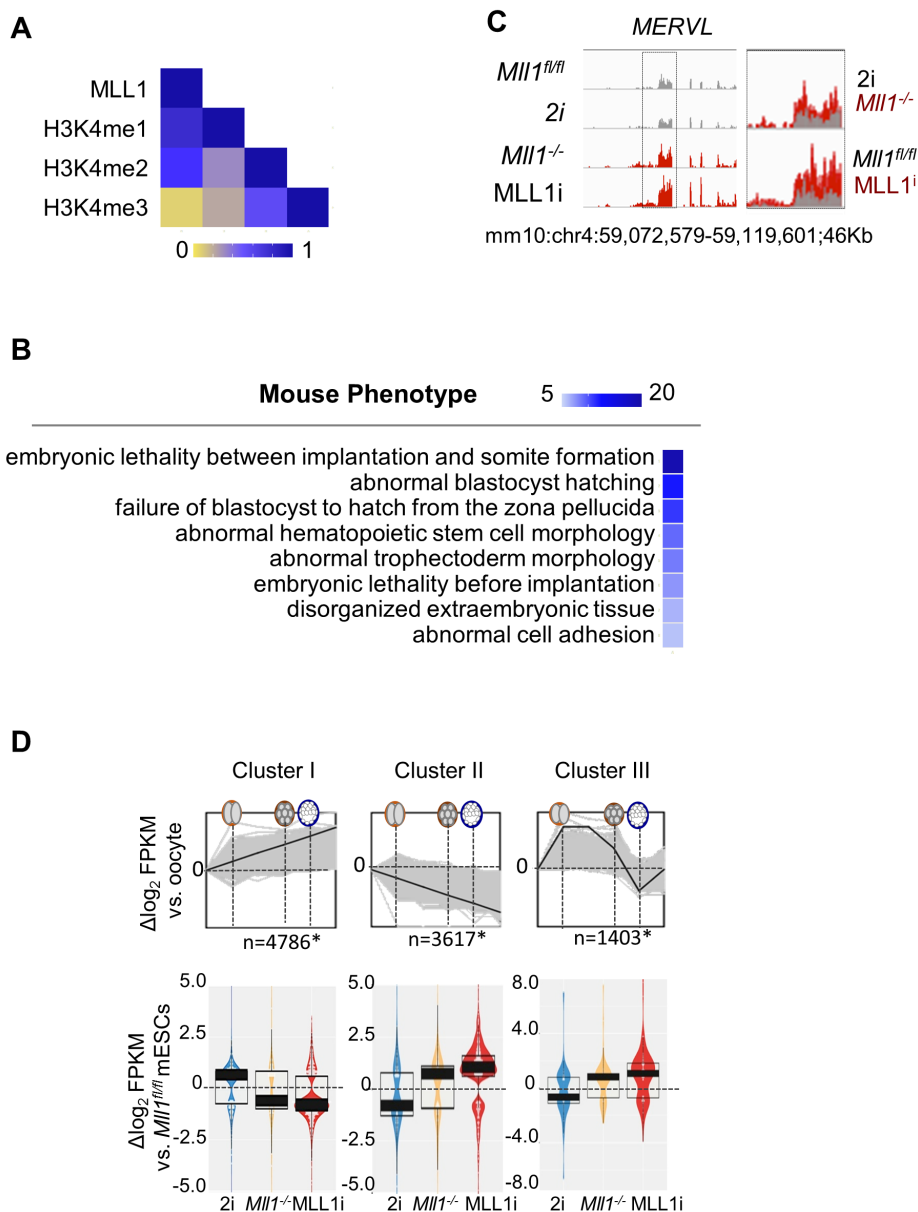 A
MLL1
H3K4me1
H3K4me2
H3K4me3
0 1
C
MERVL
Mll1fl/fl
2i
Mll1-/-
MLL1i
2i
Mll1-/-
Mll1fl/fl
MLL1i
mm10:chr4:59,072,579-59,119,601;46Kb
B
Mouse Phenotype
5 20
embryonic lethality between implantation and somite formation
abnormal blastocyst hatching
failure of blastocyst to hatch from the zona pellucida
abnormal hematopoietic stem cell morphology
abnormal trophectoderm morphology
embryonic lethality before implantation
disorganized extraembryonic tissue
abnormal cell adhesion
D
Cluster I
Cluster II
Cluster III
Δlog2 FPKM
vs. oocyte
0
0
0
n=4786*
n=3617*
n=1403*
Δlog2 FPKM
vs. Mll1fl/fl mESCs
5.0
2.5
0
-2.5
-5.0
5.0
2.5
0
-2.5
-5.0
8.0
4.0
0
-4.0
-8.0
2i Mll1-/- MLL1i
2i Mll1-/- MLL1i
2i Mll1-/- MLL1i